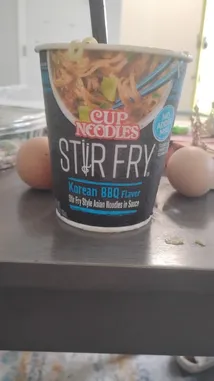 CUP
NOODLES
STIR FRY
Korean BBQ Flavor
Stir Fry Style Asian Noodles in Sauce